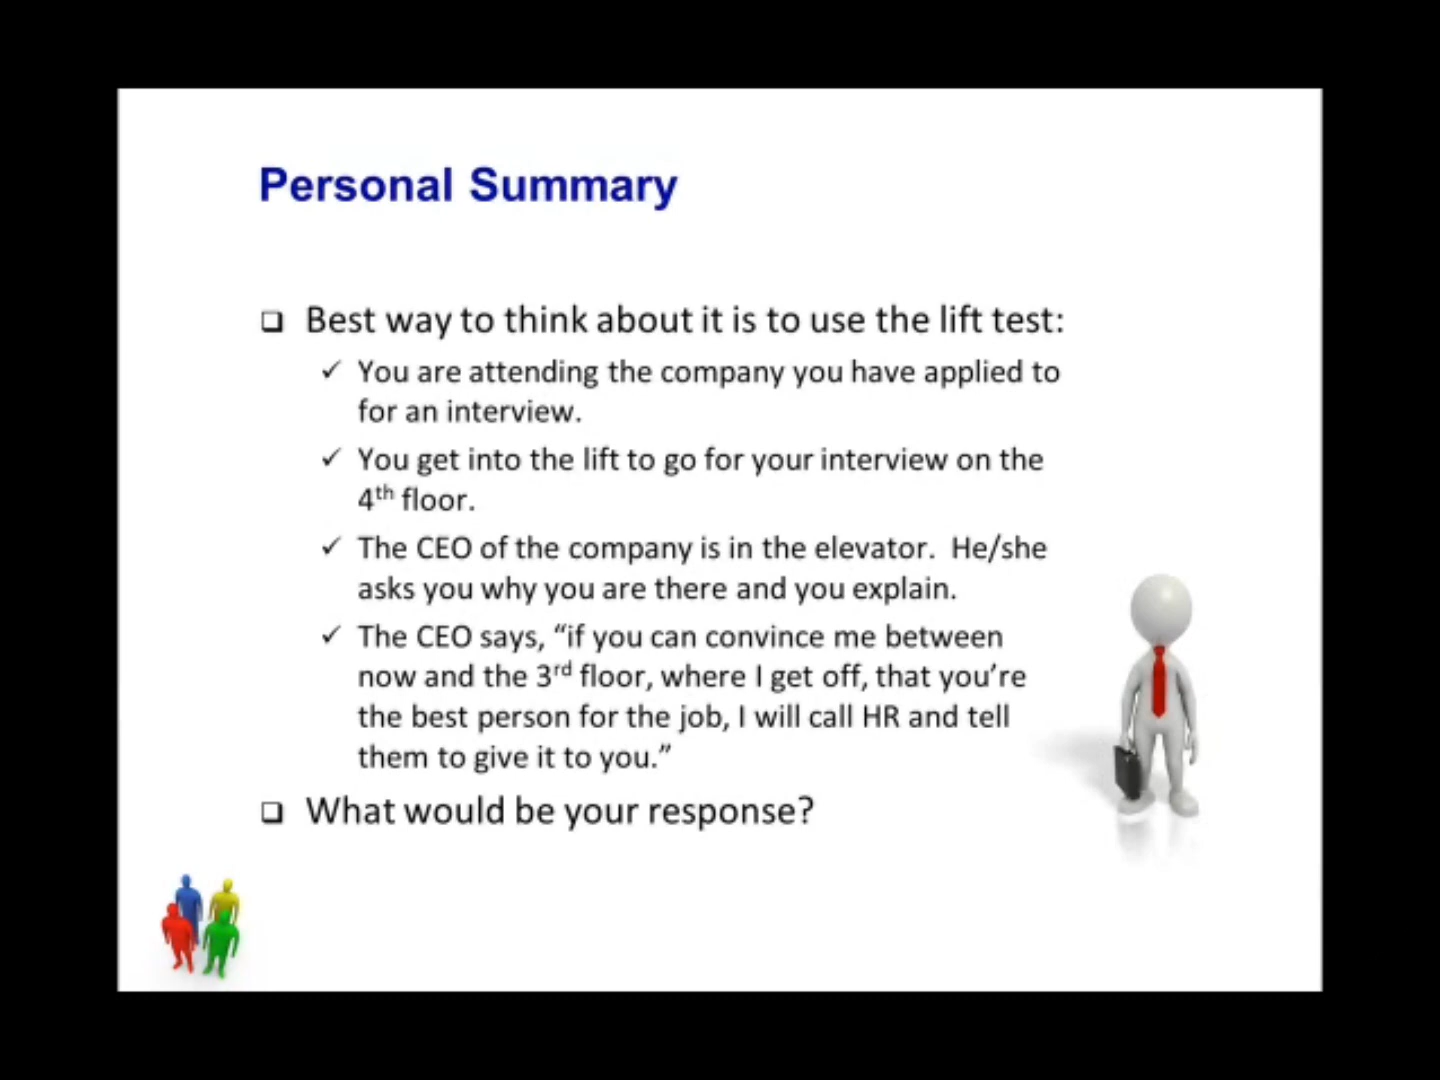 Personal Summary
❑ Best way to think about it is to use the lift test:
✓ You are attending the company you have applied to
for an interview.
✓ You get into the lift to go for your interview on the
4th floor.
✓ The CEO of the company is in the elevator.  He/she
asks you why you are there and you explain.
✓ The CEO says, “if you can convince me between
now and the 3rd floor, where I get off, that you’re
the best person for the job, I will call HR and tell
them to give it to you.”
❑ What would be your response?